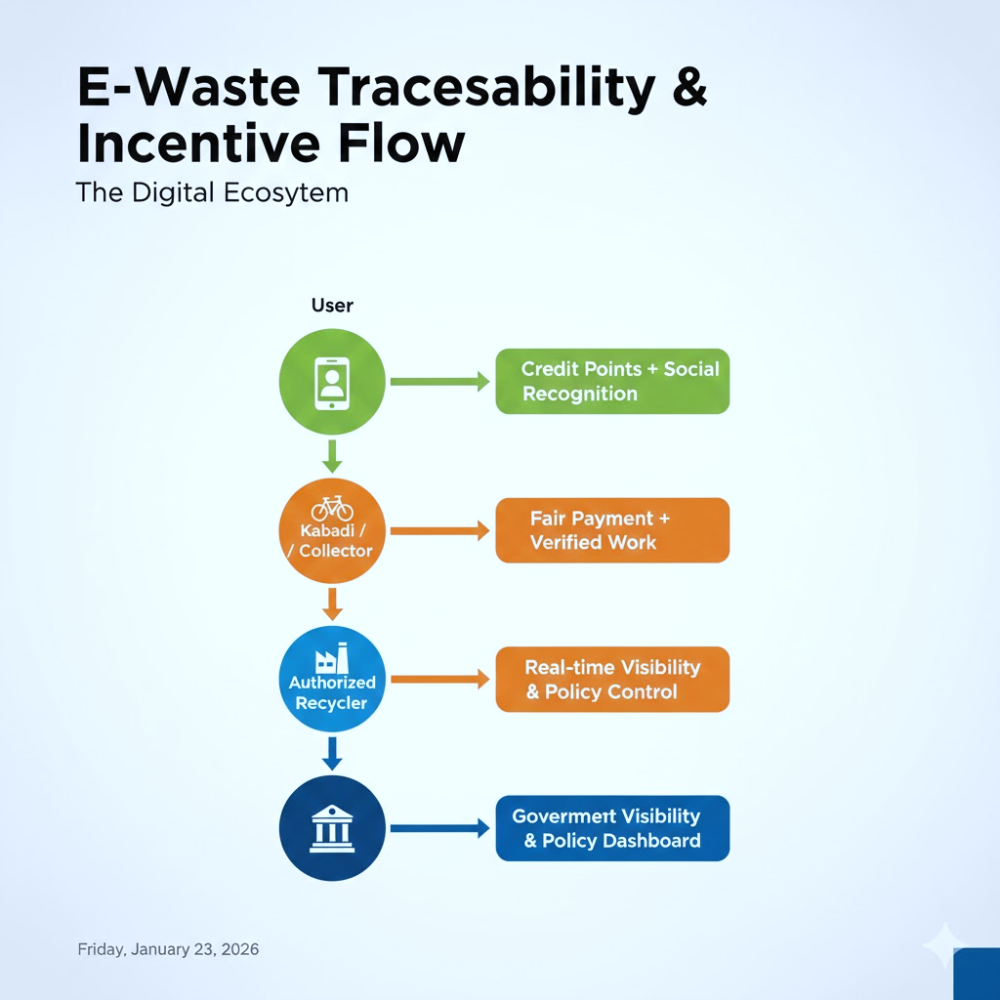 E-Waste Tracesability &
Incentive Flow
The Digital Ecosytem
User
Credit Points + Social
Recognition
Kabadi /
/ Collector
Fair Payment +
Verified Work
Authorized
Recycler
Real-time Visibility
& Policy Control
Govermert Visibility
& Policy Dashboard
Friday, January 23, 2026